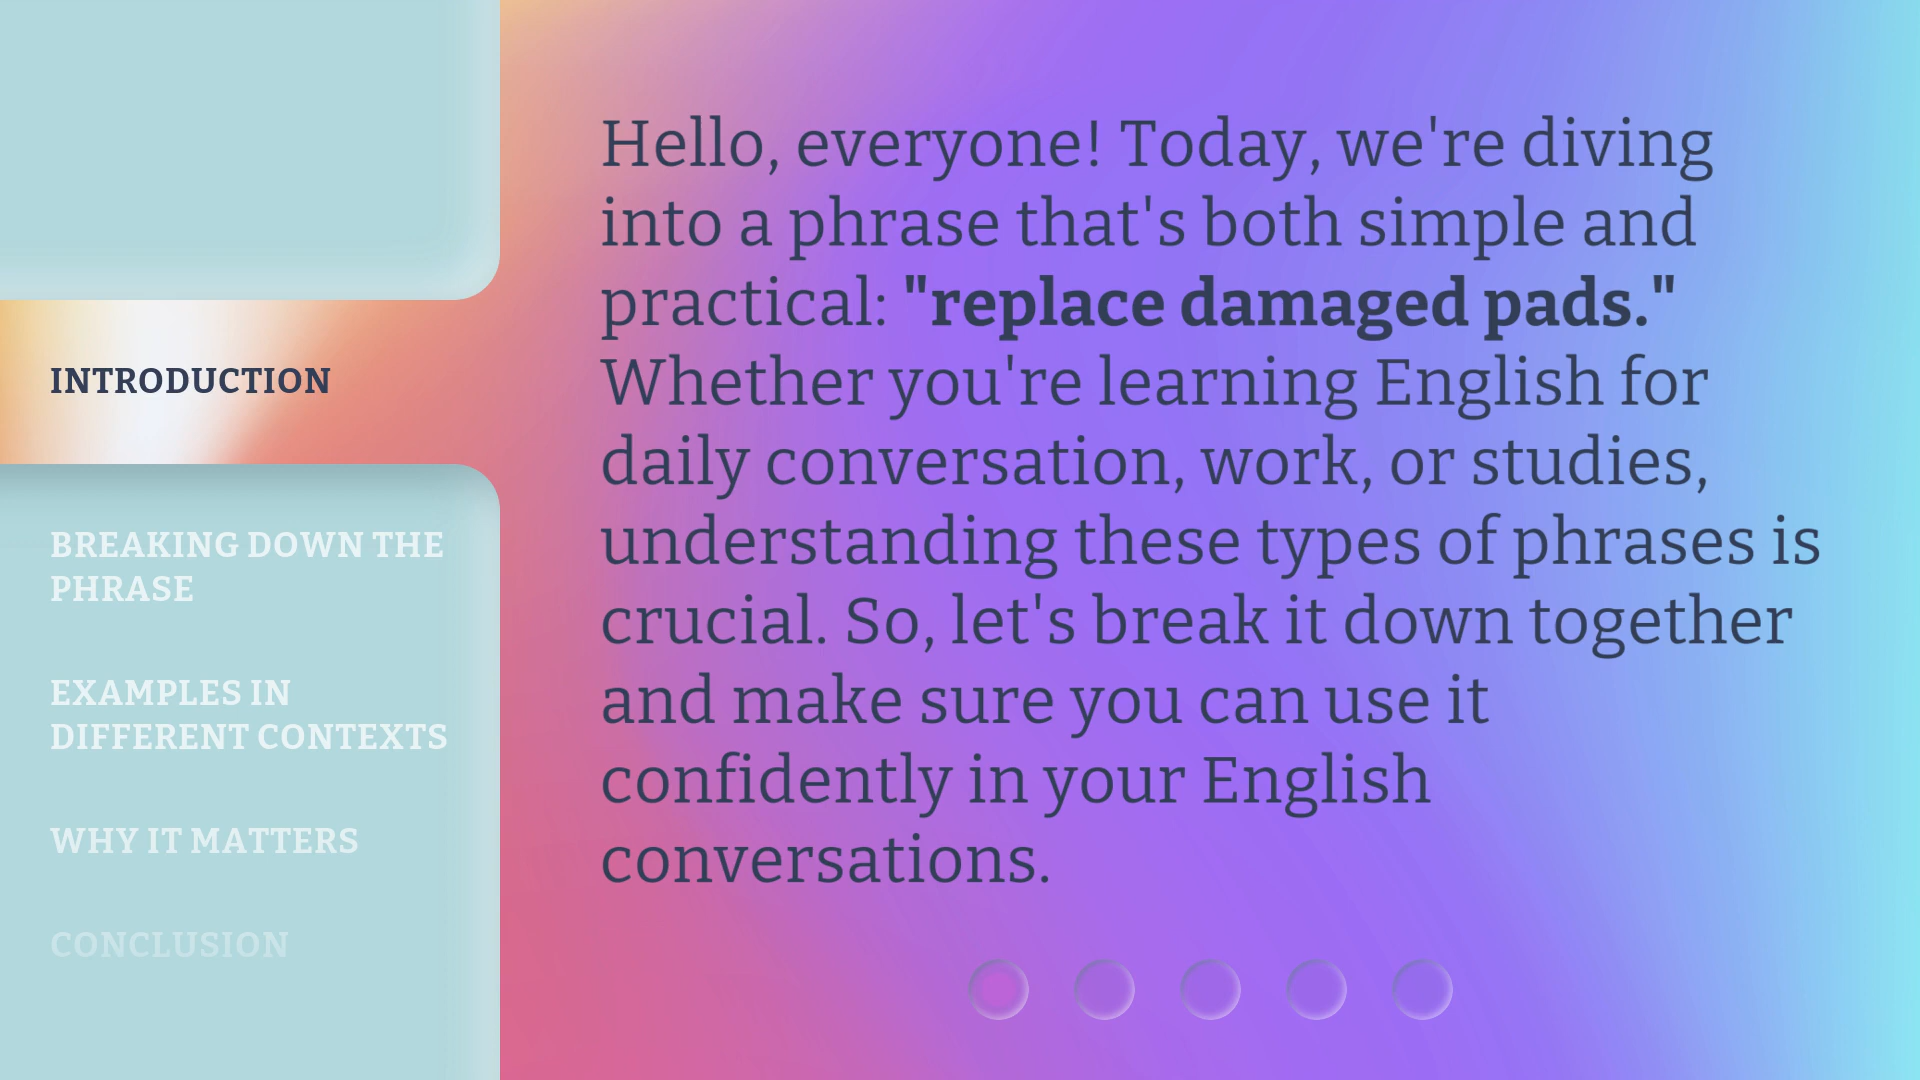 INTRODUCTION
BREAKING DOWN THE
PHRASE
EXAMPLES IN
DIFFERENT CONTEXTS
WHY IT MATTERS
CONCLUSION
Hello, everyone! Today, we're diving
into a phrase that's both simple and
practical: "replace damaged pads."
Whether you're learning English for
daily conversation, work, or studies,
understanding these types of phrases is
crucial. So, let's break it down together
and make sure you can use it
confidently in your English
conversations.